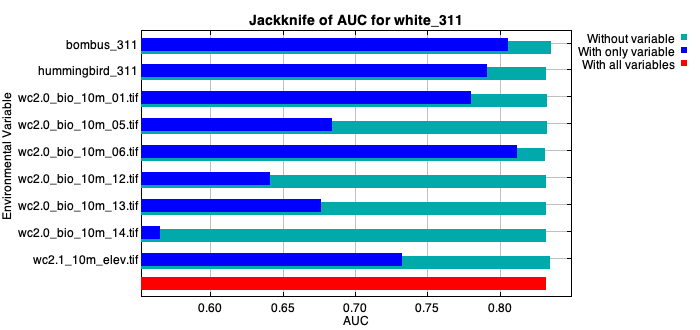 Jackknife of AUC for white_311
Without variable
With only variable
With all variables
Environmental Variable
bombus_311
hummingbird_311
wc2.0_bio_10m_01.tif
wc2.0_bio_10m_05.tif
wc2.0_bio_10m_06.tif
wc2.0_bio_10m_12.tif
wc2.0_bio_10m_13.tif
wc2.0_bio_10m_14.tif
wc2.1_10m_elev.tif
0.60 0.65 0.70 0.75 0.80
AUC